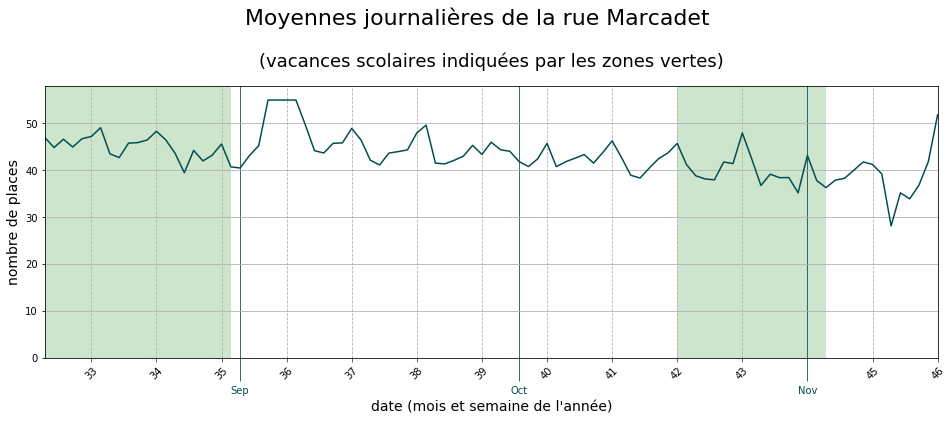 Moyennes journalières de la rue Marcadet
(vacances scolaires indiquées par les zones vertes)
nombre de places
50
40
30
20
10
0
33 34 35 36 37 38 39 40 41 42 43 45 46
Sep Oct Nov
date (mois et semaine de l'année)